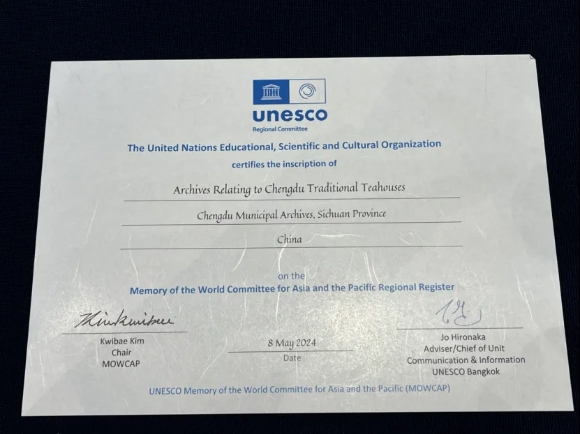 unesco
Regional Committee
The United Nations Educational, Scientific and Cultural Organization
certifies the inscription of
Archives Relating to Chengdu Traditional Teahouses
Chengdu Municipal Archives, Sichuan Province
China
on the
Memory of the World Committee for Asia and the Pacific Regional Register
Kwibae Kim
Chair
MOWCAP
8 May 2024
Date
Jo Hironaka
Adviser/Chief of Unit
Communication & Information
UNESCO Bangkok
UNESCO Memory of the World Committee for Asia and the Pacific (MOWCAP)